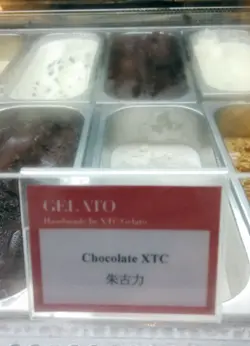 GELATO
Handmade by XTC Gelato
Chocolate XTC
朱古力